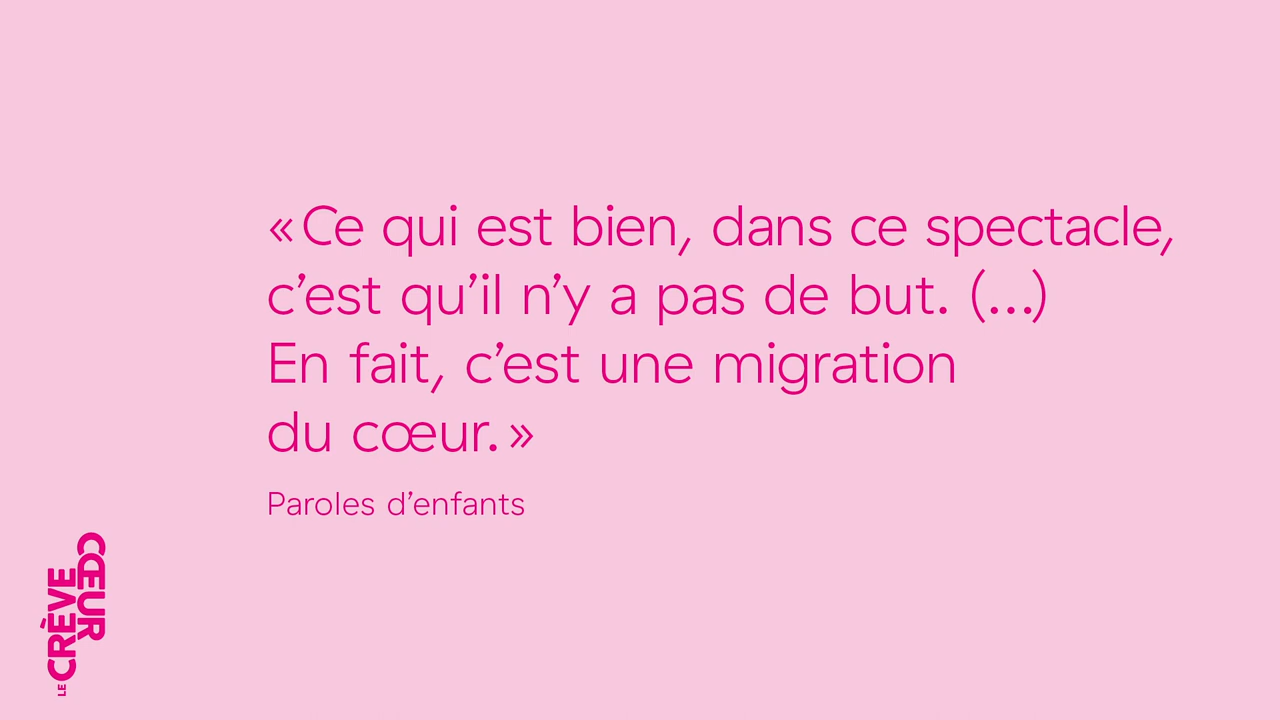 « Ce qui est bien, dans ce spectacle,
c’est qu’il n’y a pas de but. (...)
En fait, c’est une migration
du cœur. »
Paroles d’enfants
LE CRÈVE
CŒUR